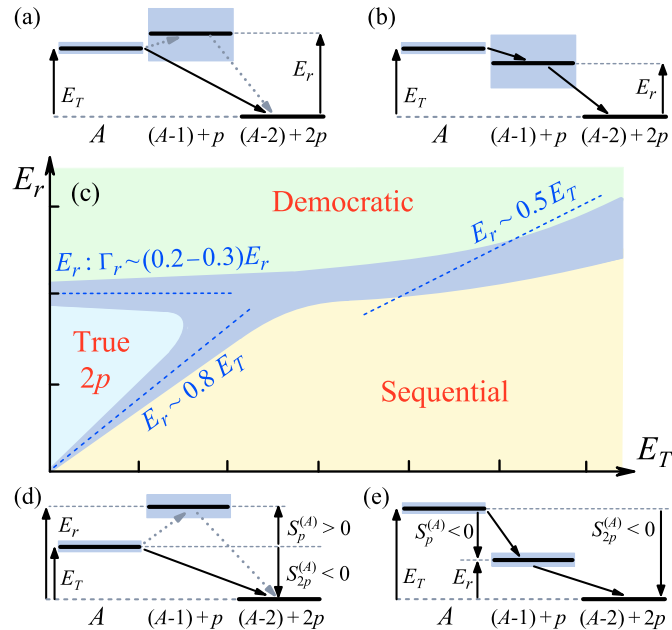 (a)
E_T
E_r
A
(A-1) + p
(A-2) + 2p
(b)
E_T
E_r
A
(A-1) + p
(A-2) + 2p
E_r
(c)
Democratic
E_r ~ 0.5 E_T
E_r : Γ_r ~ (0.2–0.3)E_r
True
2p
E_r ~ 0.8 E_T
Sequential
E_T
(d)
E_r
E_T
S_p^(A) > 0
S_2p^(A) < 0
A
(A-1) + p
(A-2) + 2p
(e)
E_T
S_p^(A) < 0
E_r
S_2p^(A) < 0
A
(A-1) + p
(A-2) + 2p